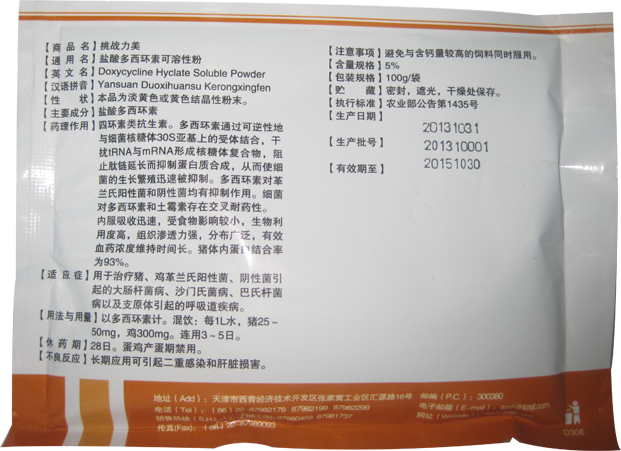 【商 品 名】挑战力美
【通 用 名】盐酸多西环素可溶性粉
【英 文 名】Doxycycline Hyclate Soluble Powder
【汉语拼音】Yansuan Duoxihuansu Kerongxingfen
【性 状】本品为淡黄色或黄色结晶性粉末。
【主要成分】盐酸多西环素
【药理作用】四环素类抗生素。多西环素通过可逆性地
与细菌核糖体30S亚基上的受体结合，干
扰tRNA与mRNA形成核糖体复合物，阻
止肽链延长而抑制蛋白质合成，从而使细
菌的生长繁殖迅速被抑制。多西环素对革
兰氏阳性菌和阴性菌均有抑制作用。细菌
对多西环素和土霉素存在交叉耐药性。
内服吸收迅速，受食物影响较小，生物利
用度高，组织渗透力强，分布广泛，有效
血药浓度维持时间长。猪体内蛋白结合率
为93%。
【适 应 症】用于治疗猪、鸡革兰氏阳性菌、阴性菌引
起的大肠杆菌病、沙门氏菌病、巴氏杆菌
病以及支原体引起的呼吸道疾病。
【用法与用量】以多西环素计。混饮：每1L水，猪25～
50mg，鸡300mg。连用3～5日。
【休 药 期】28日。蛋鸡产蛋期禁用。
【不良反应】长期应用可引起二重感染和肝脏损害。
【注意事项】避免与含钙量较高的饲料同时服用。
【含量规格】5%
【包装规格】100g/袋
【贮 藏】密封，遮光，干燥处保存。
【执行标准】农业部公告第1435号
【生产日期】
20131031
【生产批号】201310001
【有效期至】20151030
地址（Add）：天津市西青经济技术开发区张家窝工业区汇源路16号 邮编（P.C.）：300380
电话（Tel）：（86）22-87982178 87982199 87982299
电子邮箱（E-mail）：
销售热线
传真(Fax)：
网址
D306